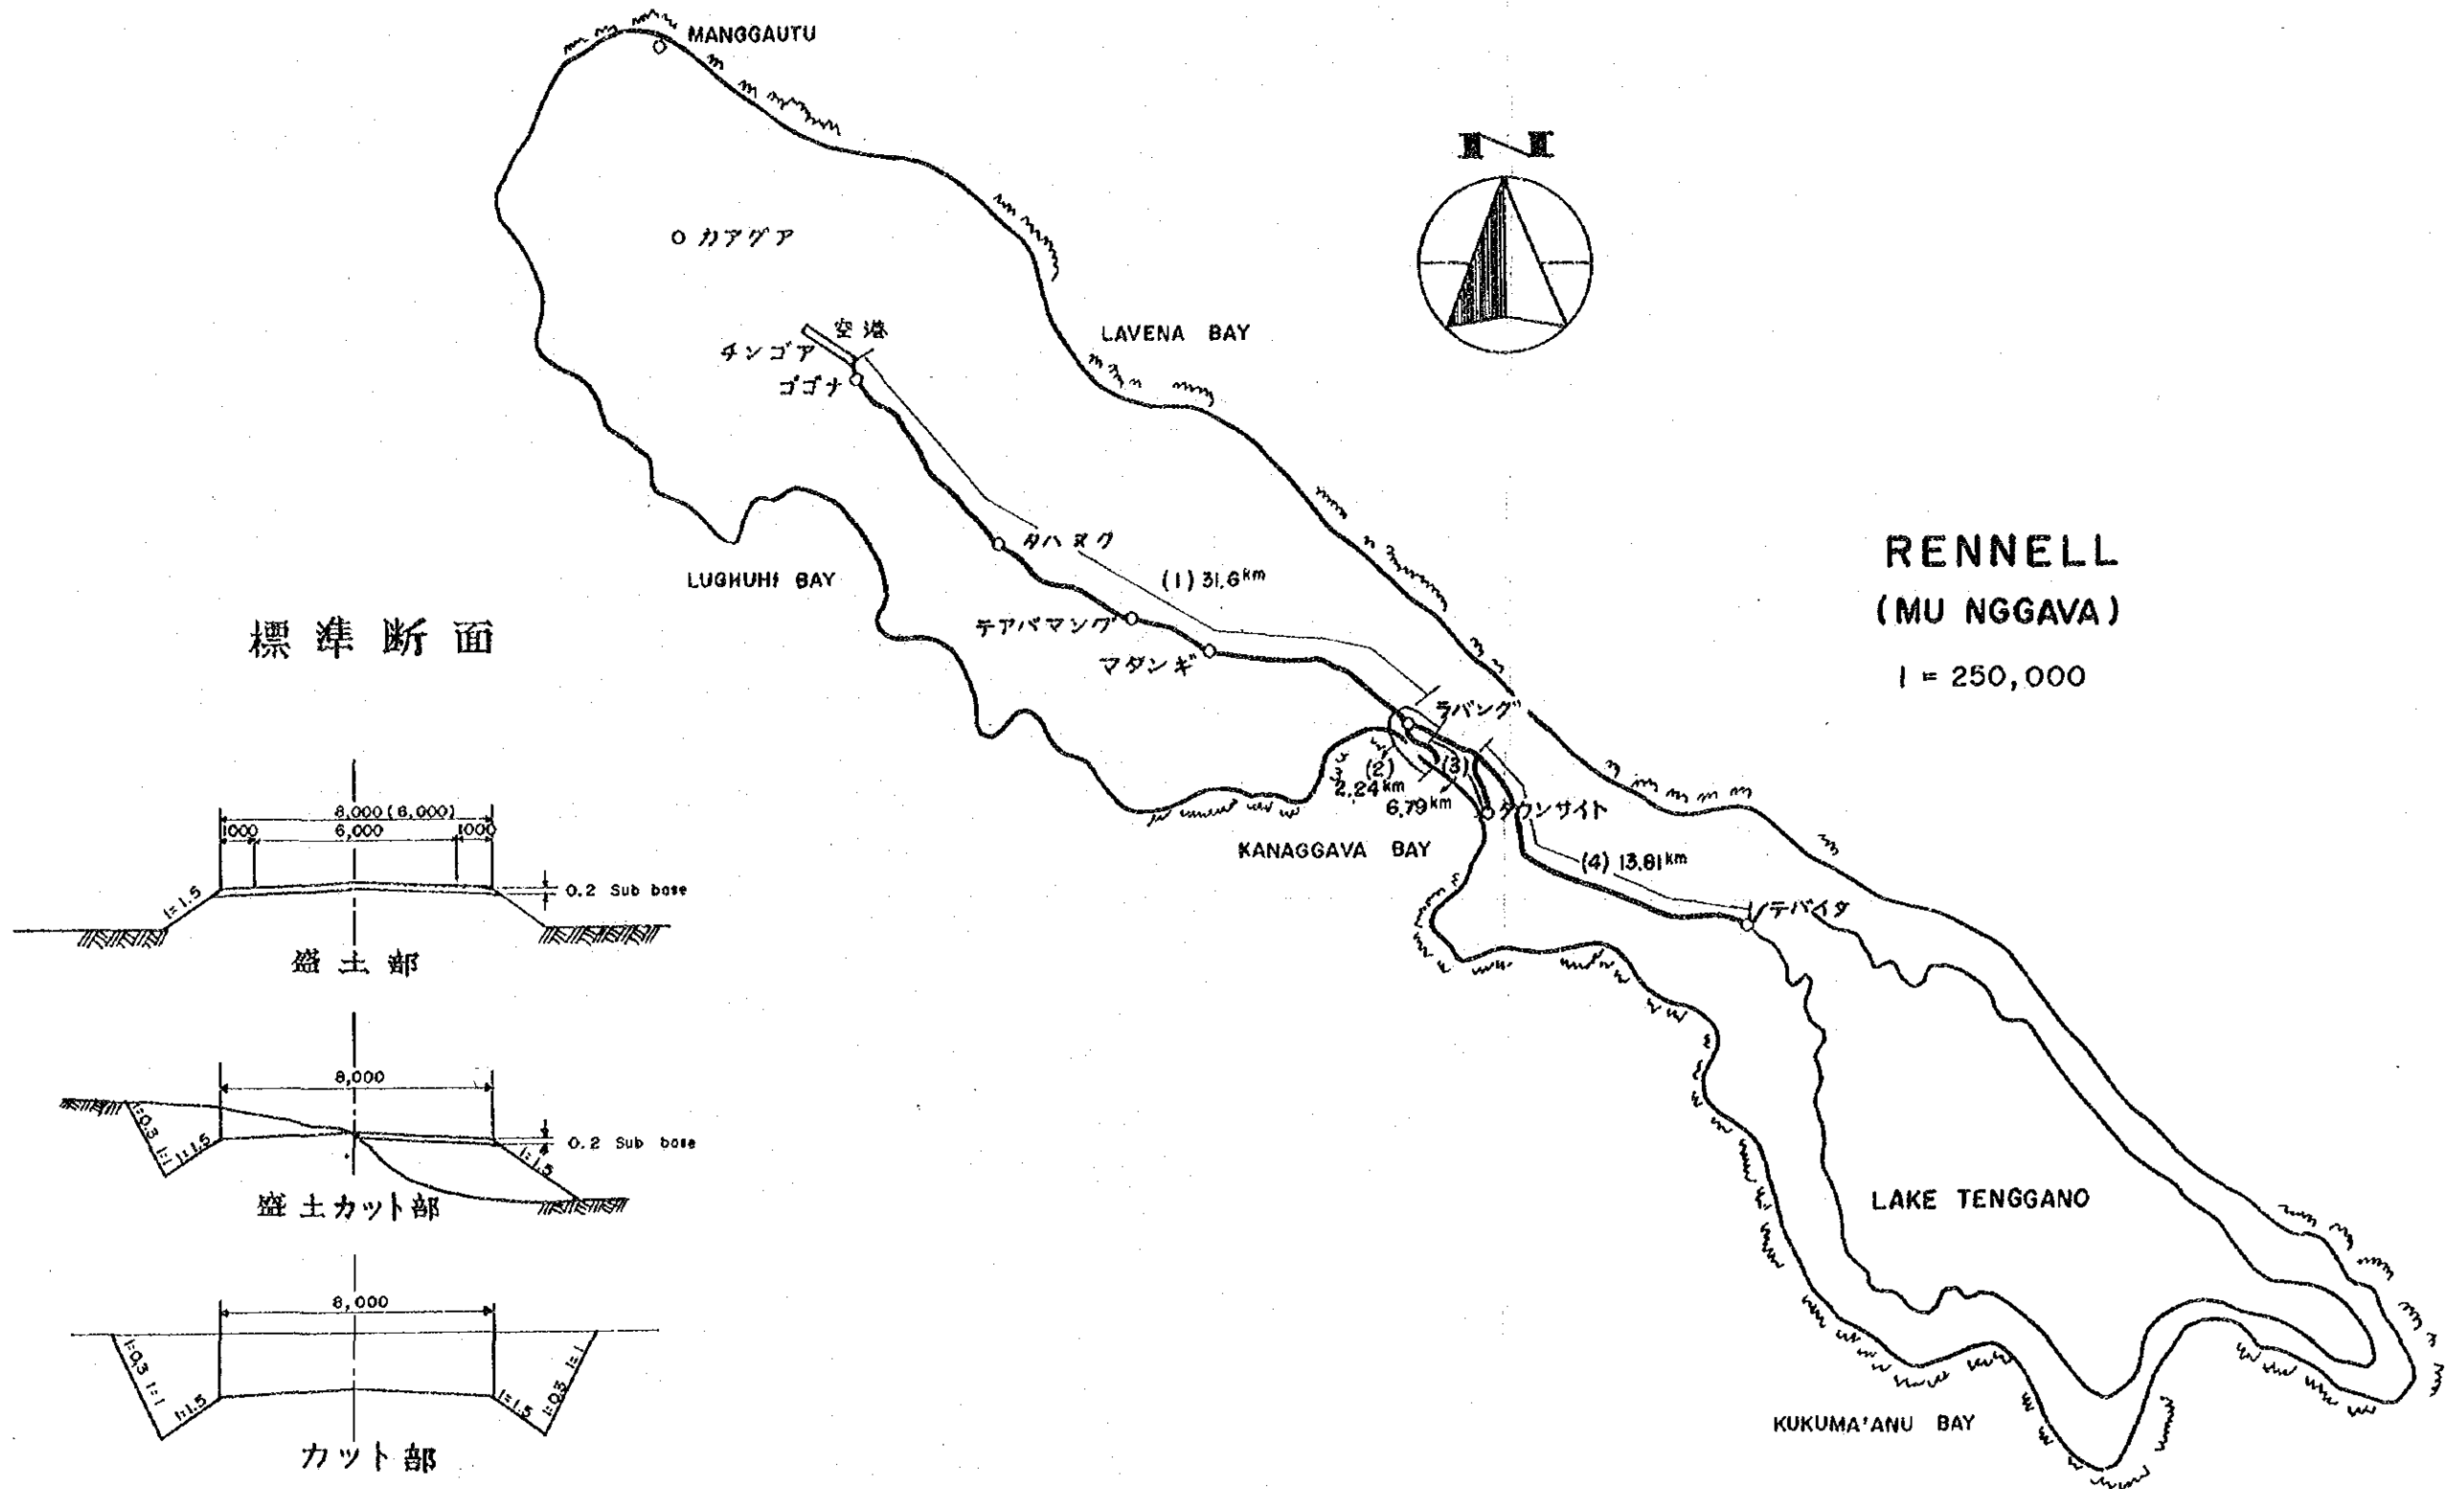 MANGGAUTU
カアグア
LAVENA BAY
空港
チンゴア
ゴゴナ
タハヌグ
LUGHUHI BAY
(1) 31.6km
テアバマング
マダンギ
RENNELL
(MU NGGAVA)
1 = 250,000
ラバング
(2)
2.24km
(3)
6.79km
タウンサイト
KANAGGAVA BAY
(4) 13.81km
テバイタ
LAKE TENGGANO
KUKUMA'ANU BAY
標準断面
8,000 (6,000)
1000 6,000 1000
1=1.5
0.2 Sub base
盛土部
8,000
1=0.3 1=1
1=1.5
0.2 Sub base
1=1.5
盛土カット部
8,000
1=0.3 1=1
1=1.5
1=1.5
1=0.3 1=1
カット部
N